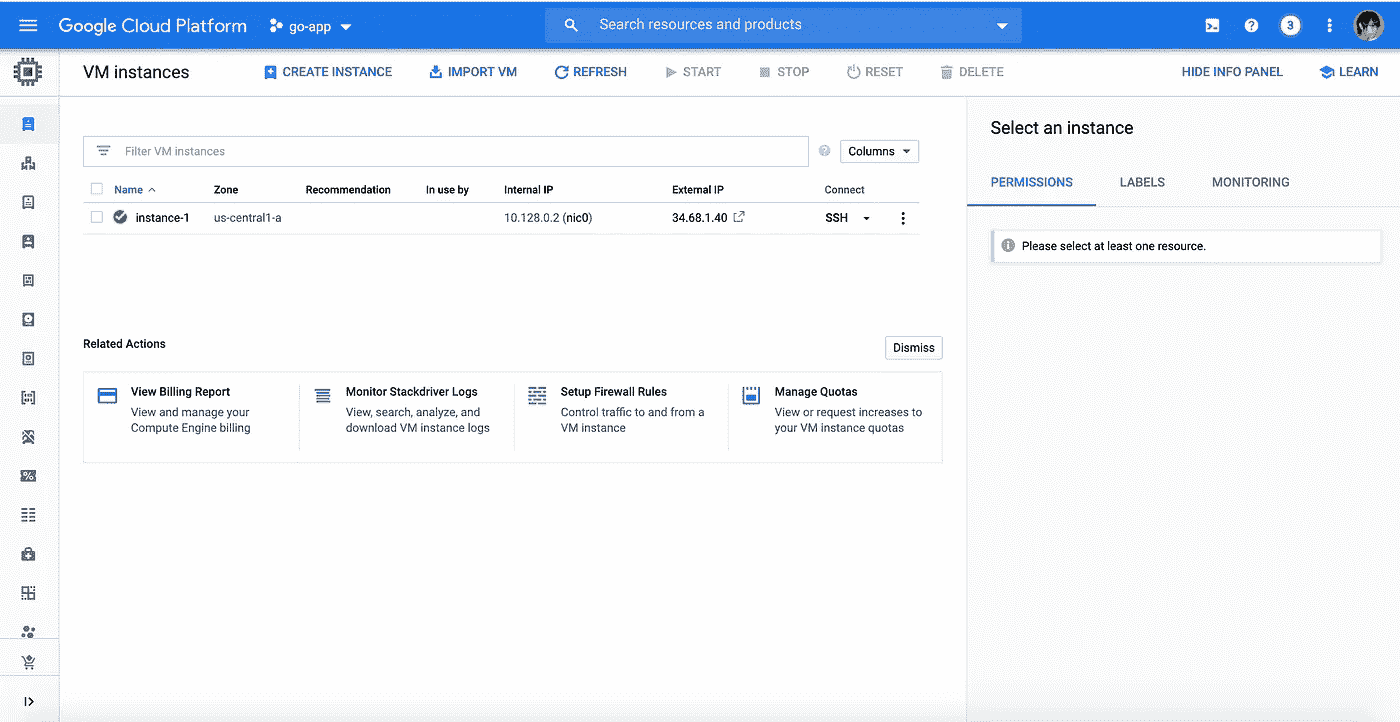 Google Cloud Platform go-app Search resources and products 3
VM instances CREATE INSTANCE IMPORT VM REFRESH START STOP RESET DELETE HIDE INFO PANEL LEARN
Select an instance
Filter VM instances Columns
PERMISSIONS LABELS MONITORING
Name Zone Recommendation In use by Internal IP External IP Connect
instance-1 us-central1-a 10.128.0.2 (nic0) 34.68.1.40 SSH
Please select at least one resource.
Related Actions Dismiss
View Billing Report
View and manage your
Compute Engine billing
Monitor Stackdriver Logs
View, search, analyze, and
download VM instance logs
Setup Firewall Rules
Control traffic to and from a
VM instance
Manage Quotas
View or request increases to
your VM instance quotas